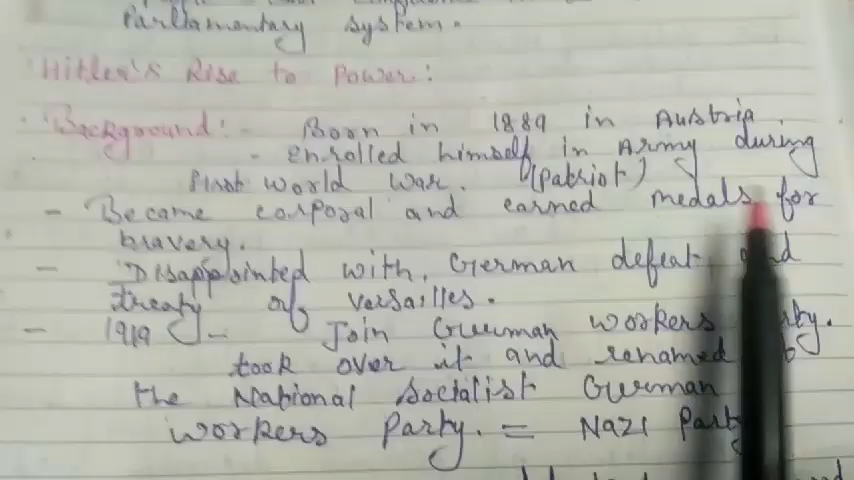 Parliamentary system.
Hitler's Rise to Power:
Background:- Born in 1889 in Austria.
- enrolled himself in Army during
First World War. (Patriot)
- Became corporal and earned medals for
bravery.
- Disappointed with German defeat and
treaty of Versailles.
- 1919 - Join German workers
took over it and renamed
the National Socialist German
workers Party. = Nazi Party